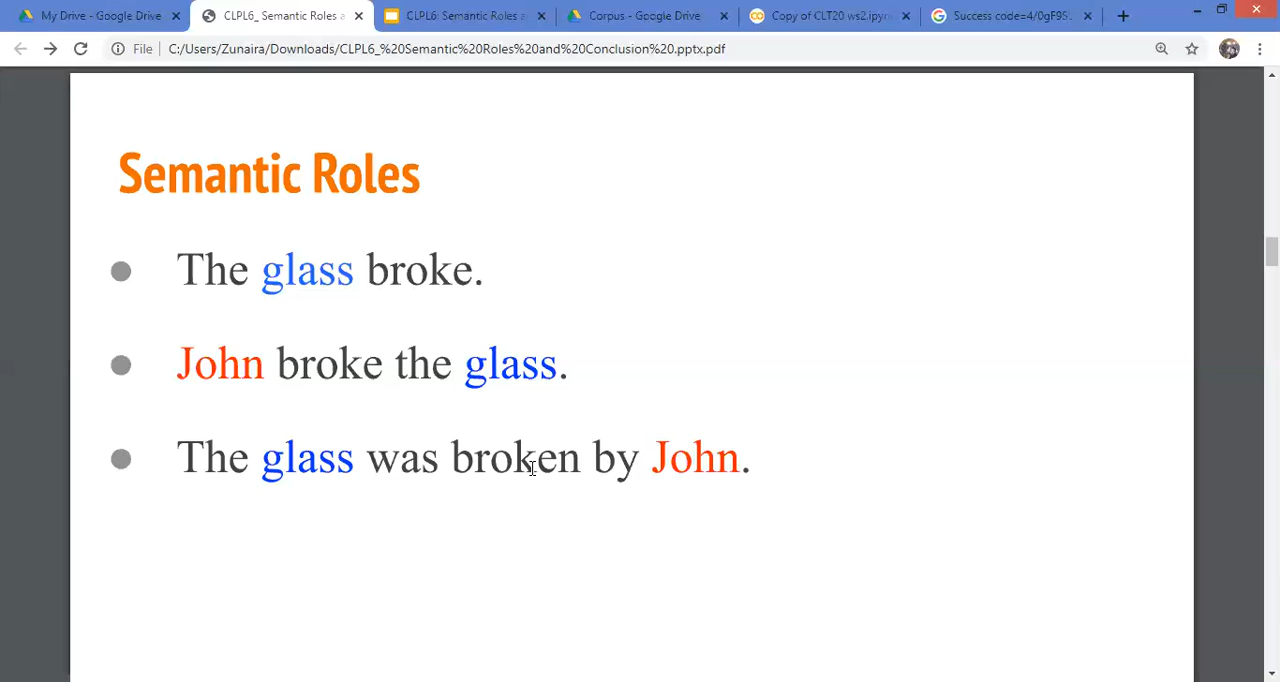 My Drive - Google Drive
CLPL6_ Semantic Roles a
CLPL6: Semantic Roles a
Corpus - Google Drive
Copy of CLT20 ws2.ipyn
Success code=4/0gF95
File
C:/Users/Zunaira/Downloads/CLPL6_%20Semantic%20Roles%20and%20Conclusion%20.pptx.pdf
Semantic Roles
The glass broke.
John broke the glass.
The glass was broken by John.